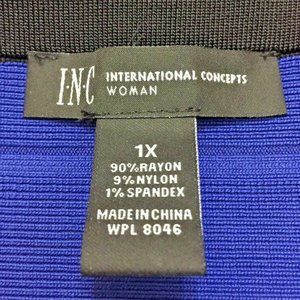 I·N·C INTERNATIONAL CONCEPTS
WOMAN
1X
90% RAYON
9% NYLON
1% SPANDEX
MADE IN CHINA
WPL 8046